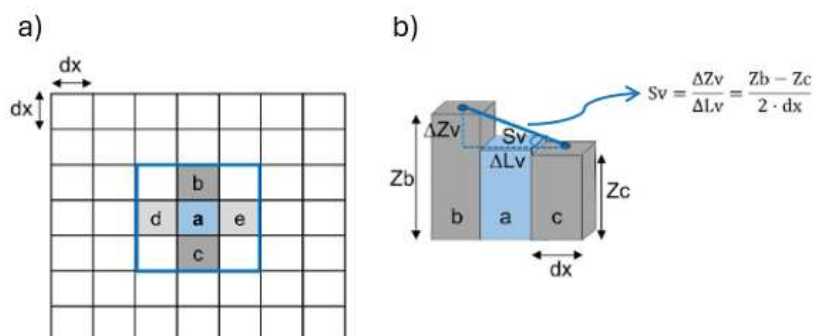 a)
dx
dx
b
d a e
c
b)
Sv = ΔZv / ΔLv = Zb − Zc / 2 · dx
ΔZv
Sv
ΔLv
Zb
Zc
b a c
dx